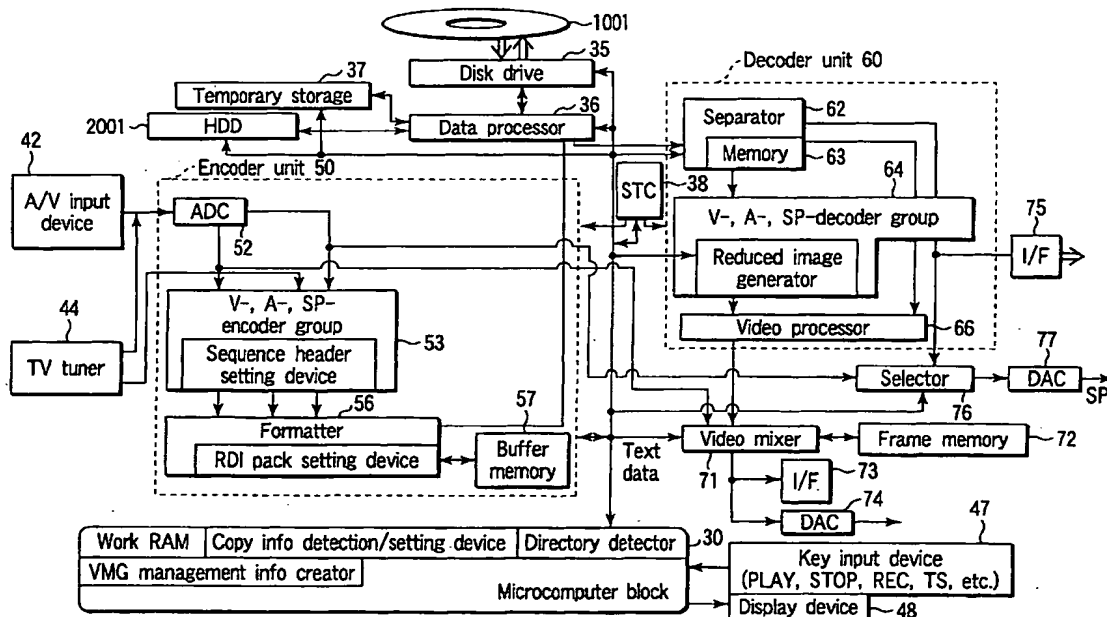 1001
35
Disk drive
37
Temporary storage
36
2001
HDD
Data processor
Decoder unit 60
62
Separator
Memory
63
42
A/V input
device
Encoder unit 50
ADC
52
STC
38
64
V-, A-, SP-decoder group
Reduced image
generator
75
I/F
Video processor
66
44
TV tuner
V-, A-, SP-
encoder group
Sequence header
setting device
53
77
Selector
76
DAC
SP
56
Formatter
RDI pack setting device
57
Buffer
memory
Text
data
Video mixer
71
Frame memory
72
73
I/F.
74
DAC
47
Work RAM
Copy info detection/setting device
Directory detector
30
VMG management info creator
Microcomputer block
Key input device
(PLAY, STOP, REC, TS, etc.)
Display device
48